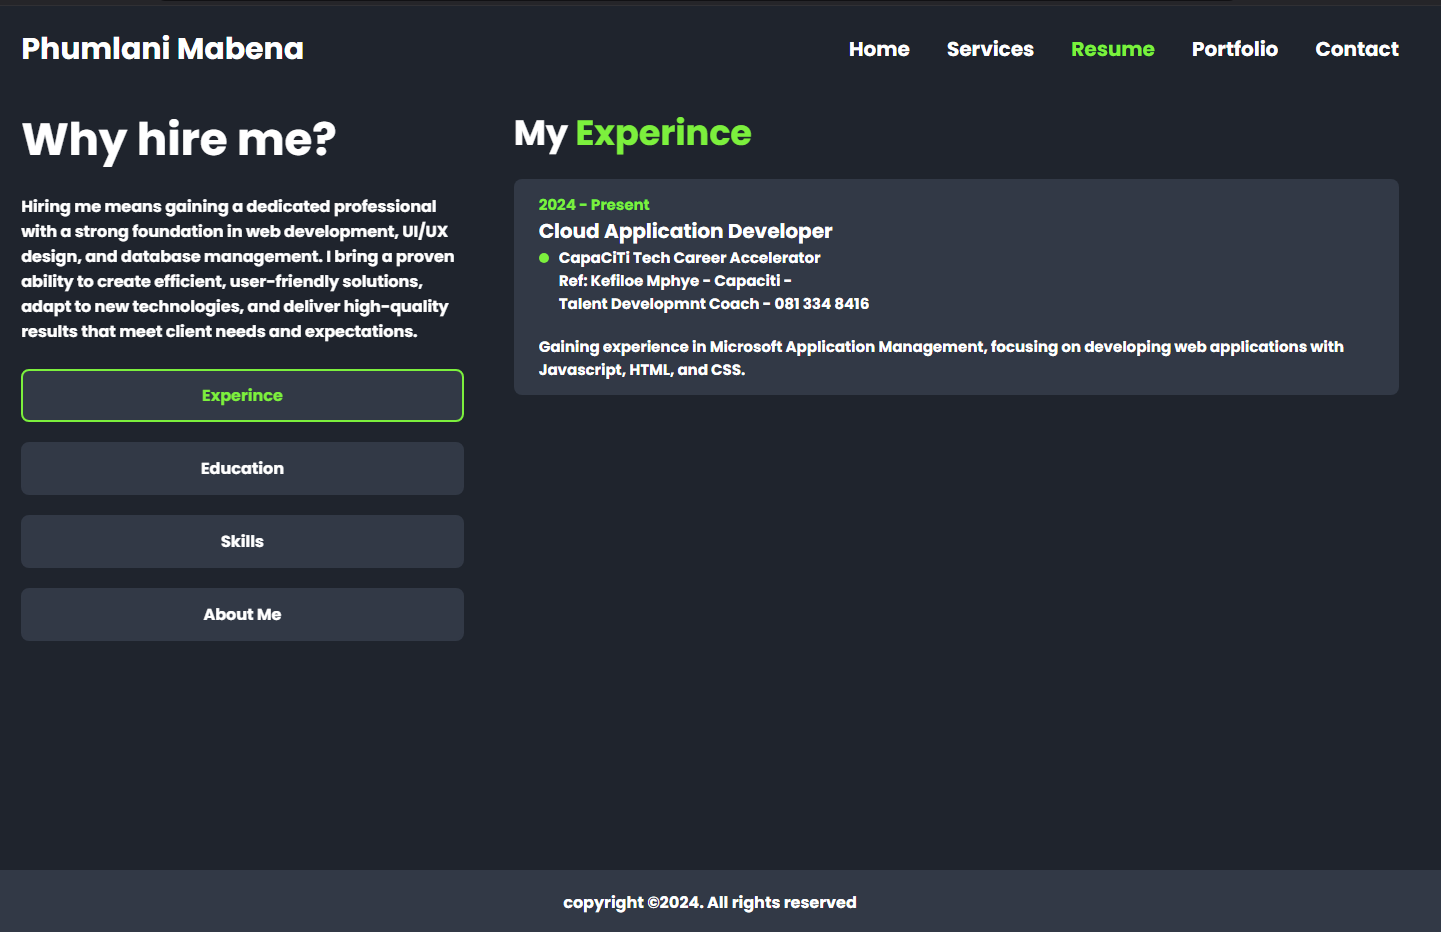 Phumlani Mabena
Home Services Resume Portfolio Contact
Why hire me?
Hiring me means gaining a dedicated professional
with a strong foundation in web development, UI/UX
design, and database management. I bring a proven
ability to create efficient, user-friendly solutions,
adapt to new technologies, and deliver high-quality
results that meet client needs and expectations.
Experince
Education
Skills
About Me
My Experince
2024 - Present
Cloud Application Developer
CapaCiTi Tech Career Accelerator
Ref: Kefiloe Mphye - Capaciti -
Talent Developmnt Coach - 081 334 8416
Gaining experience in Microsoft Application Management, focusing on developing web applications with
Javascript, HTML, and CSS.
copyright ©2024. All rights reserved